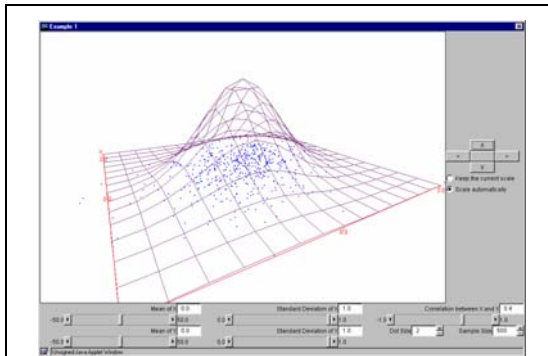 Example 1
Keep the current scale
Scale automatically
Mean of X 0.0 Standard Deviation of X 1.0 Correlation between X and Y 0.4
-50.0 50.0 0.0 1.0 -1.0 1.0
Mean of Y 0.0 Standard Deviation of Y 1.0 Dot Size 2 Sample Size 500
-50.0 50.0 0.0 1.0
Unsigned Java Applet Window